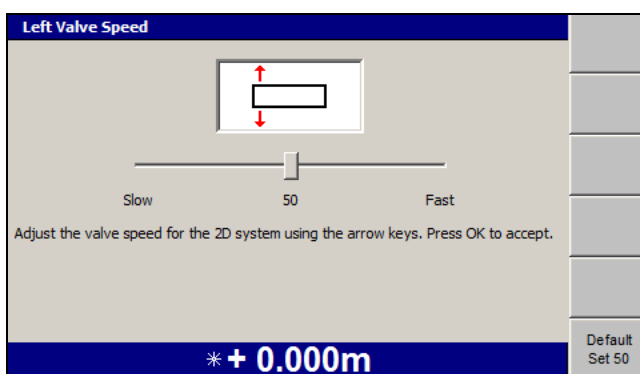 Left Valve Speed
Slow 50 Fast
Adjust the valve speed for the 2D system using the arrow keys. Press OK to accept.
Default
Set 50
✳+ 0.000m